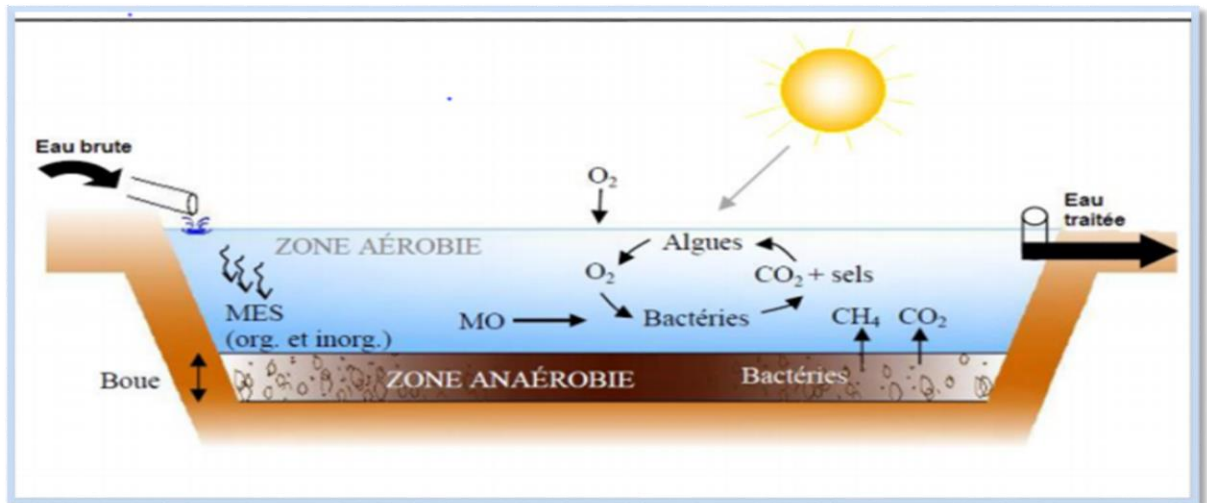 Eau brute
O₂
Eau
traitée
ZONE AÉROBIE
Algues
O₂
CO₂ + sels
MES
(org. et inorg.)
MO
Bactéries
CH₄
CO₂
Boue
ZONE ANAÉROBIE
Bactéries